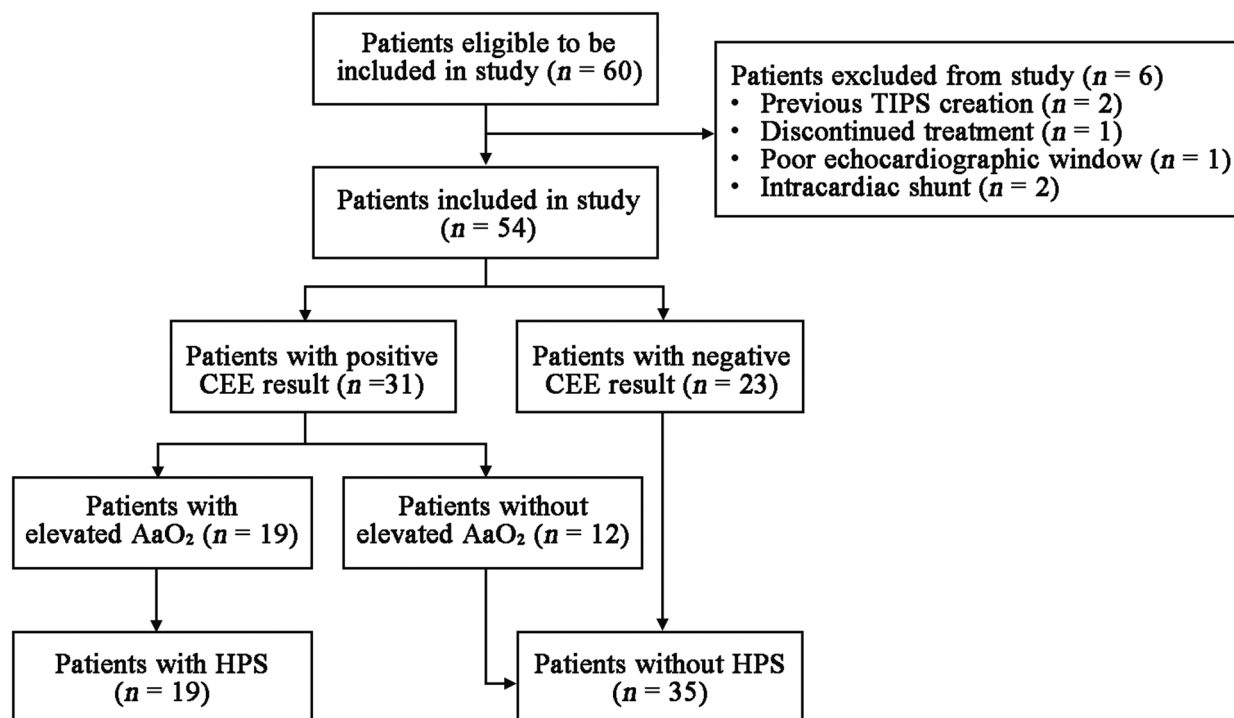 Patients eligible to be
included in study (n = 60)
Patients excluded from study (n = 6)
• Previous TIPS creation (n = 2)
• Discontinued treatment (n = 1)
• Poor echocardiographic window (n = 1)
• Intracardiac shunt (n = 2)
Patients included in study
(n = 54)
Patients with positive
CEE result (n =31)
Patients with negative
CEE result (n = 23)
Patients with
elevated AaO₂ (n = 19)
Patients without
elevated AaO₂ (n = 12)
Patients with HPS
(n = 19)
Patients without HPS
(n = 35)